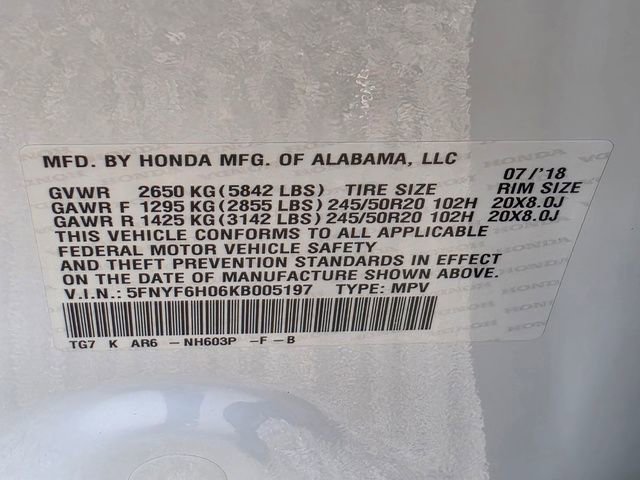 MFD. BY HONDA MFG. OF ALABAMA, LLC 07/'18
GVWR 2650 KG (5842 LBS) TIRE SIZE RIM SIZE
GAWR F 1295 KG (2855 LBS) 245/50R20 102H 20X8.0J
GAWR R 1425 KG (3142 LBS) 245/50R20 102H 20X8.0J
THIS VEHICLE CONFORMS TO ALL APPLICABLE
FEDERAL MOTOR VEHICLE SAFETY
AND THEFT PREVENTION STANDARDS IN EFFECT
ON THE DATE OF MANUFACTURE SHOWN ABOVE.
V.I.N.: 5FNYF6H06KB005197 TYPE: MPV
TG7 K AR6 -NH603P -F-B